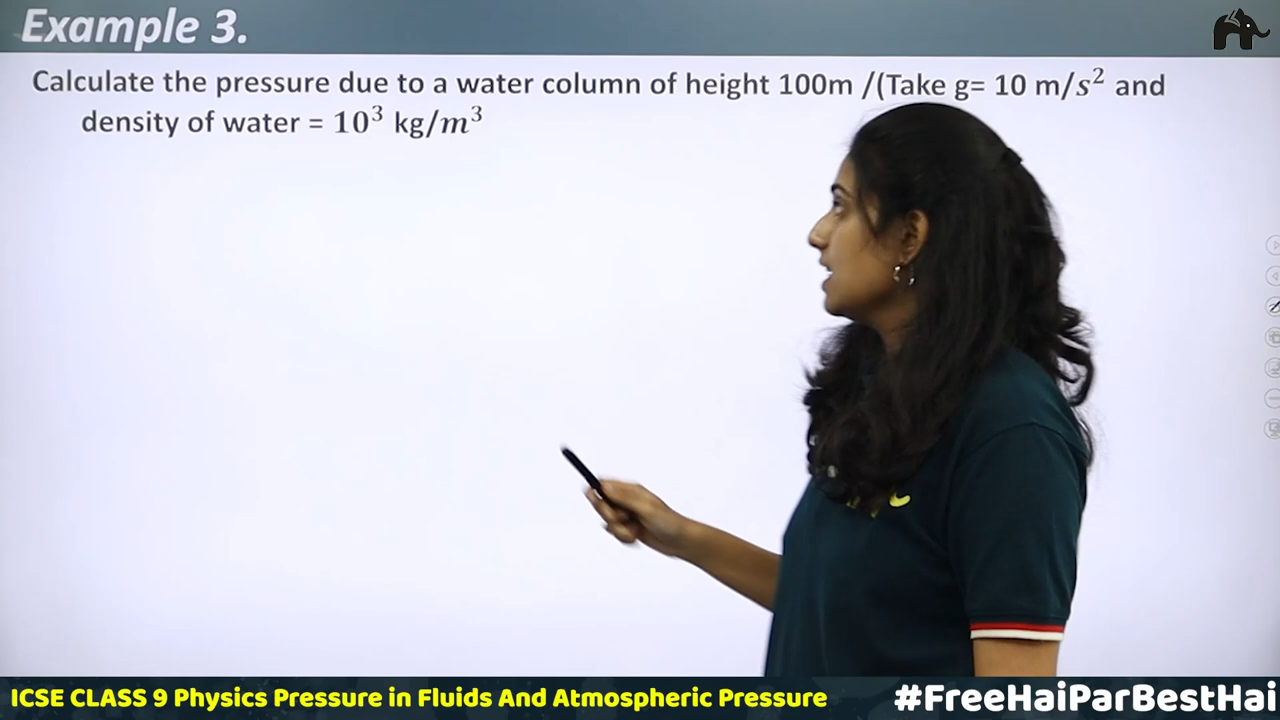 Example 3.
Calculate the pressure due to a water column of height 100m /(Take g= 10 m/s² and
density of water = 10³ kg/m³
ICSE CLASS 9 Physics Pressure in Fluids And Atmospheric Pressure
#FreeHaiParBestHai